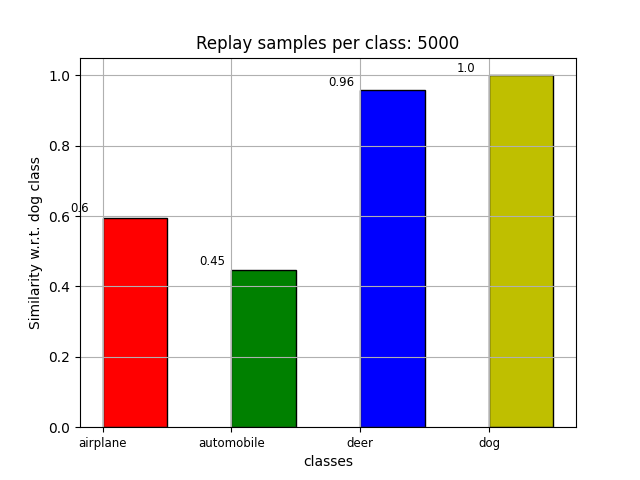 Replay samples per class: 5000
Similarity w.r.t. dog class
1.0
0.8
0.6
0.4
0.2
0.0
0.6
0.45
0.96
1.0
airplane
automobile
deer
dog
classes